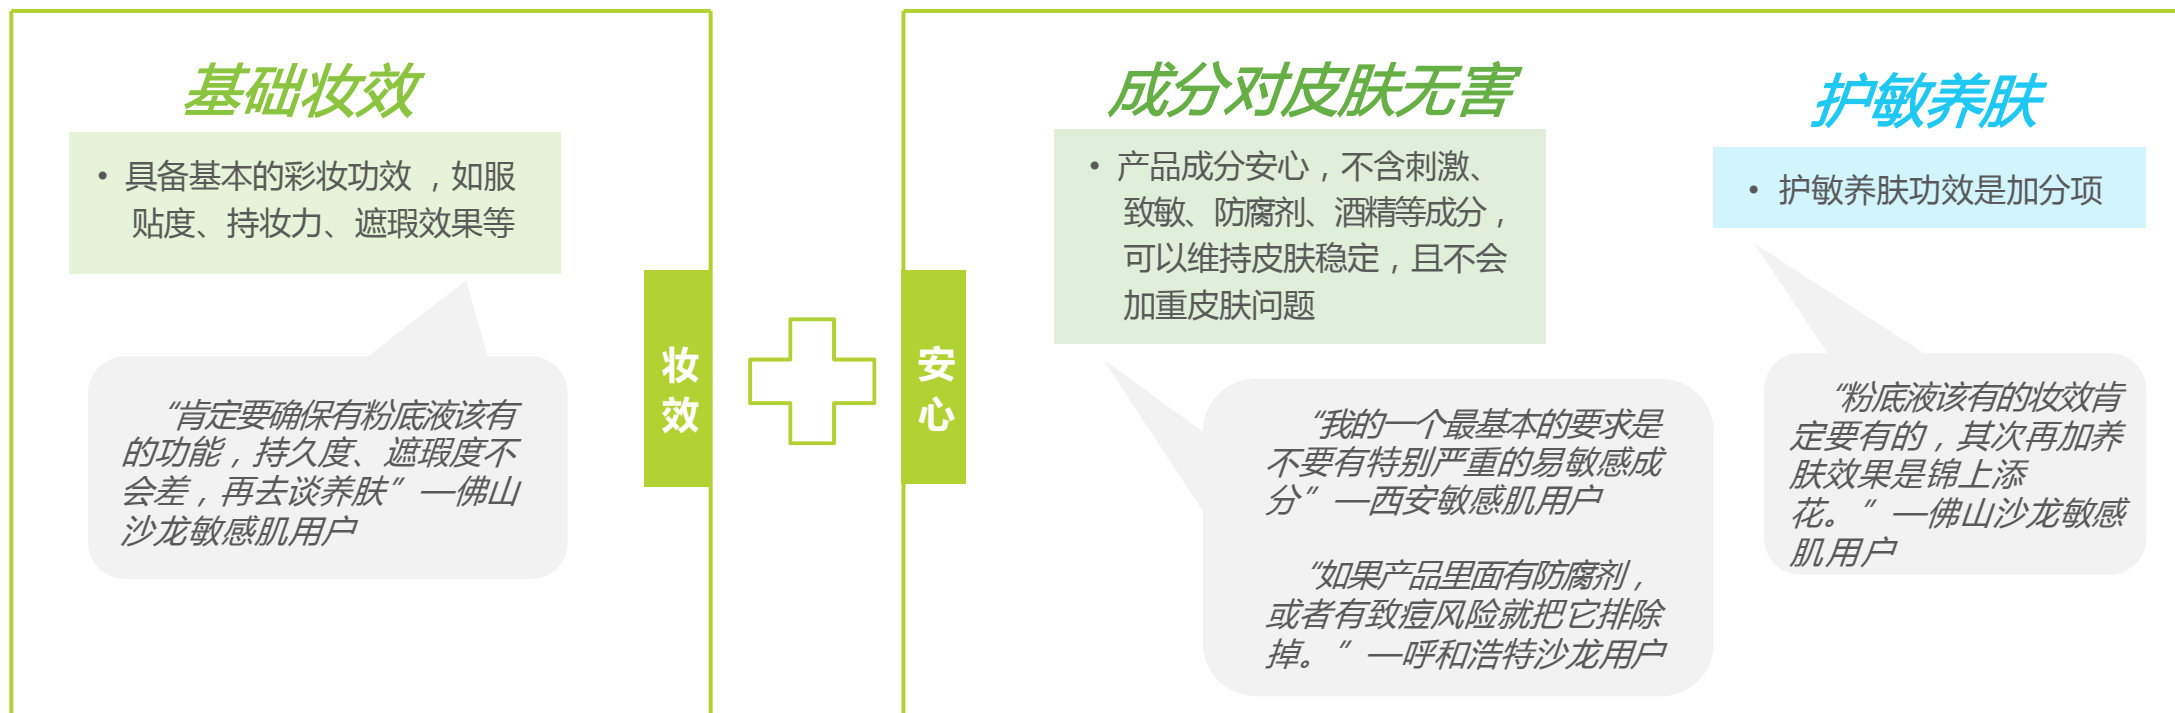 基础妆效
• 具备基本的彩妆功效 ，如服
贴度、持妆力、遮瑕效果等
“肯定要确保有粉底液该有
的功能，持久度、遮瑕度不
会差，再去谈养肤”—佛山
沙龙敏感肌用户
妆
效
安
心
成分对皮肤无害
• 产品成分安心，不含刺激、
致敏、防腐剂、酒精等成分，
可以维持皮肤稳定，且不会
加重皮肤问题
“我的一个最基本的要求是
不要有特别严重的易敏感成
分”—西安敏感肌用户
“如果产品里面有防腐剂，
或者有致痘风险就把它排除
掉。”—呼和浩特沙龙用户
护敏养肤
• 护敏养肤功效是加分项
“粉底液该有的妆效肯
定要有的，其次再加养
肤效果是锦上添
花。”—佛山沙龙敏感
肌用户